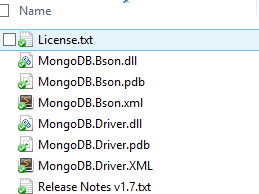 Name
License.txt
MongoDB.Bson.dll
MongoDB.Bson.pdb
MongoDB.Bson.xml
MongoDB.Driver.dll
MongoDB.Driver.pdb
MongoDB.Driver.XML
Release Notes v1.7.txt